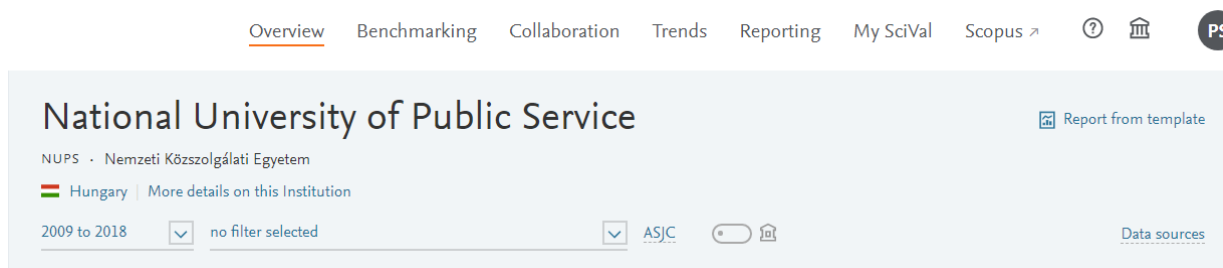 Overview Benchmarking Collaboration Trends Reporting My SciVal Scopus ↗ PS
National University of Public Service
Report from template
NUPS · Nemzeti Közszolgálati Egyetem
Hungary | More details on this Institution
2009 to 2018 no filter selected ASJC Data sources